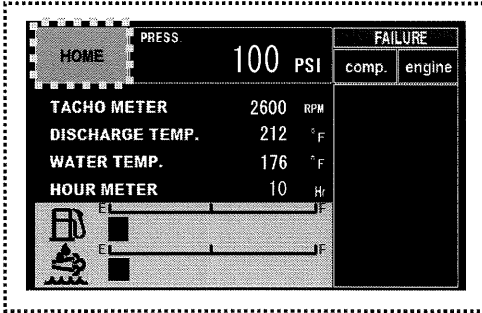 HOME
PRESS.
100 PSI
FAILURE
comp. engine
TACHO METER 2600 RPM
DISCHARGE TEMP. 212 °F
WATER TEMP. 176 °F
HOUR METER 10 Hr
E F
E F